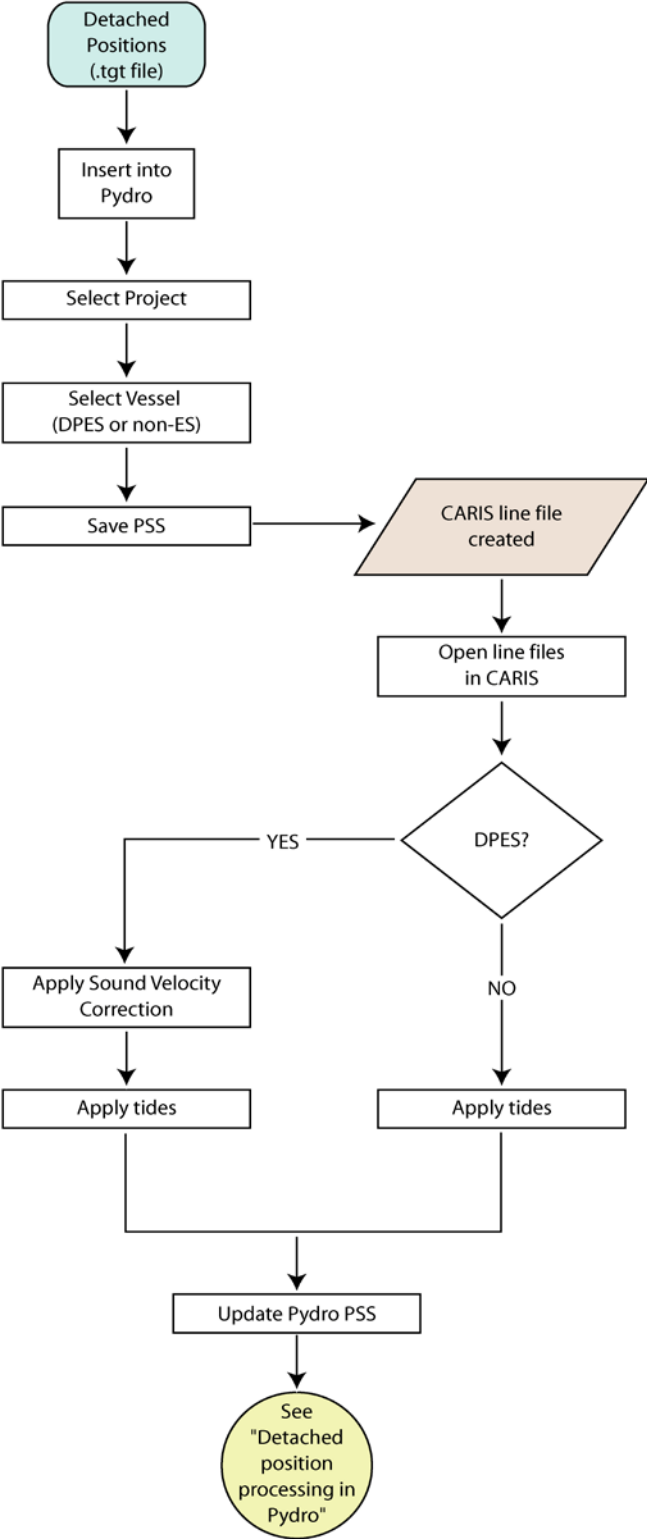 Detached
Positions
(.tgt file)
Insert into
Pydro
Select Project
Select Vessel
(DPES or non-ES)
Save PSS
CARIS line file
created
Open line files
in CARIS
DPES?
YES
NO
Apply Sound Velocity
Correction
Apply tides
Apply tides
Update Pydro PSS
See
"Detached
position
processing in
Pydro"